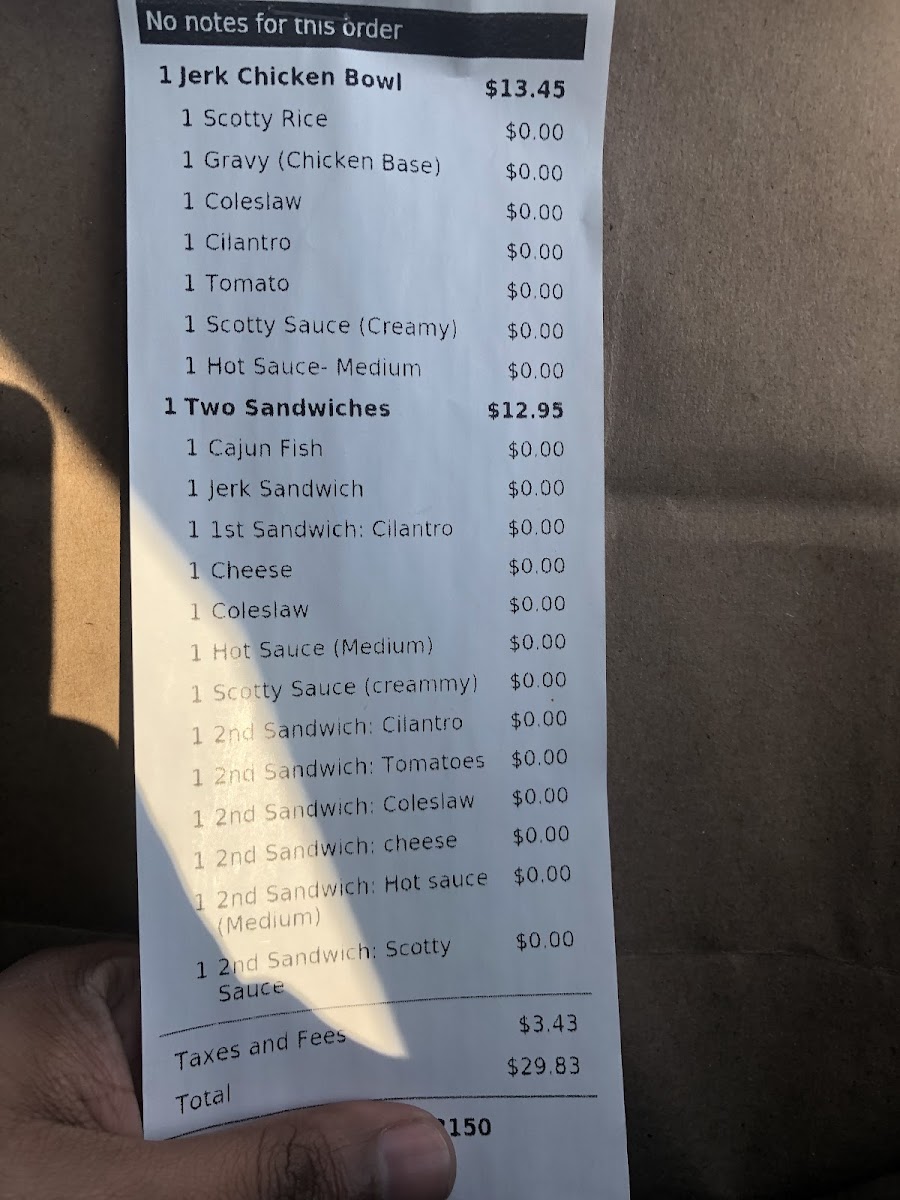 No notes for this order
1 Jerk Chicken Bowl $13.45
1 Scotty Rice $0.00
1 Gravy (Chicken Base) $0.00
1 Coleslaw $0.00
1 Cilantro $0.00
1 Tomato $0.00
1 Scotty Sauce (Creamy) $0.00
1 Hot Sauce- Medium $0.00
1 Two Sandwiches $12.95
1 Cajun Fish $0.00
1 Jerk Sandwich $0.00
1 1st Sandwich: Cilantro $0.00
1 Cheese $0.00
1 Coleslaw $0.00
1 Hot Sauce (Medium) $0.00
1 Scotty Sauce (creammy) $0.00
1 2nd Sandwich: Cilantro $0.00
1 2nd Sandwich: Tomatoes $0.00
1 2nd Sandwich: Coleslaw $0.00
1 2nd Sandwich: cheese $0.00
1 2nd Sandwich: Hot sauce $0.00
(Medium)
1 2nd Sandwich: Scotty $0.00
Sauce
Taxes and Fees $3.43
Total $29.83
150